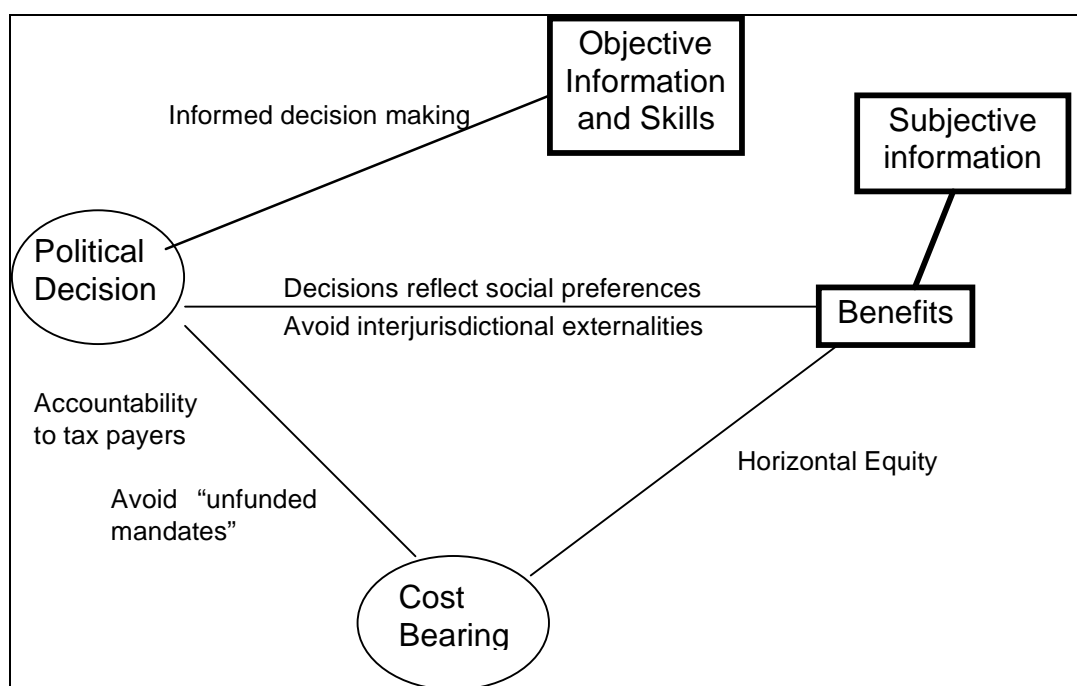 Objective
Information
and Skills
Informed decision making
Subjective
information
Political
Decision
Decisions reflect social preferences
Avoid interjurisdictional externalities
Benefits
Accountability
to tax payers
Horizontal Equity
Avoid “unfunded
mandates”
Cost
Bearing